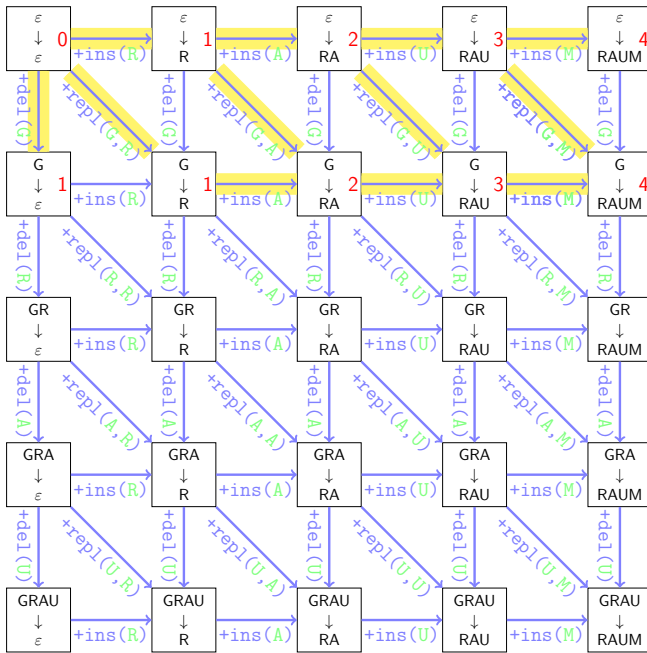 ε ε ε ε ε
↓ 0 ↓ 1 ↓ 2 ↓ 3 ↓ 4
ε R RA RAU RAUM
+ins(R) +ins(A) +ins(U) +ins(M)
+del(G) +repl(G,R) +del(G) +repl(G,A) +del(G) +repl(G,U) +del(G) +repl(G,M) +del(G)
G G G G G
↓ 1 ↓ 1 ↓ 2 ↓ 3 ↓ 4
ε R RA RAU RAUM
+ins(R) +ins(A) +ins(U) +ins(M)
+del(R) +repl(R,R) +del(R) +repl(R,A) +del(R) +repl(R,U) +del(R) +repl(R,M) +del(R)
GR GR GR GR GR
↓ ↓ ↓ ↓ ↓
ε R RA RAU RAUM
+ins(R) +ins(A) +ins(U) +ins(M)
+del(A) +repl(A,R) +del(A) +repl(A,A) +del(A) +repl(A,U) +del(A) +repl(A,M) +del(A)
GRA GRA GRA GRA GRA
↓ ↓ ↓ ↓ ↓
ε R RA RAU RAUM
+ins(R) +ins(A) +ins(U) +ins(M)
+del(U) +repl(U,R) +del(U) +repl(U,A) +del(U) +repl(U,U) +del(U) +repl(U,M) +del(U)
GRAU GRAU GRAU GRAU GRAU
↓ ↓ ↓ ↓ ↓
ε R RA RAU RAUM
+ins(R) +ins(A) +ins(U) +ins(M)